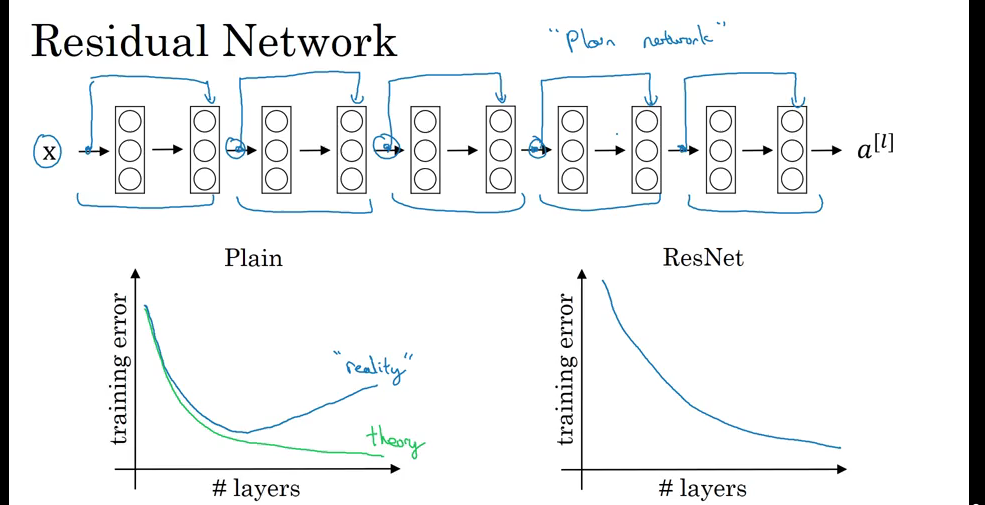 Residual Network
"Plain network"
x
a[l]
Plain
training error
"reality"
theory
# layers
ResNet
training error
# layers